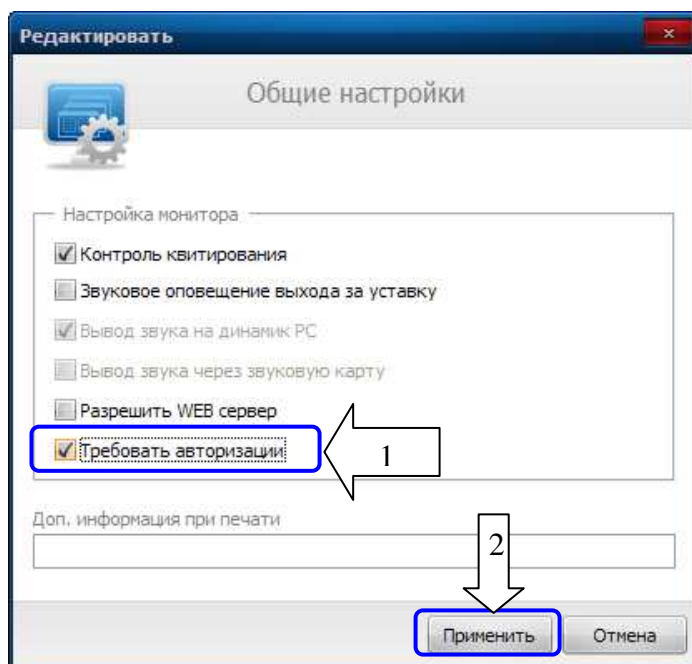 Редактировать
Общие настройки
Настройка монитора
Контроль квитирования
Звуковое оповещение выхода за уставку
Вывод звука на динамик PC
Вывод звука через звуковую карту
Разрешить WEB сервер
Требовать авторизации
1
Доп. информация при печати
2
Применить
Отмена